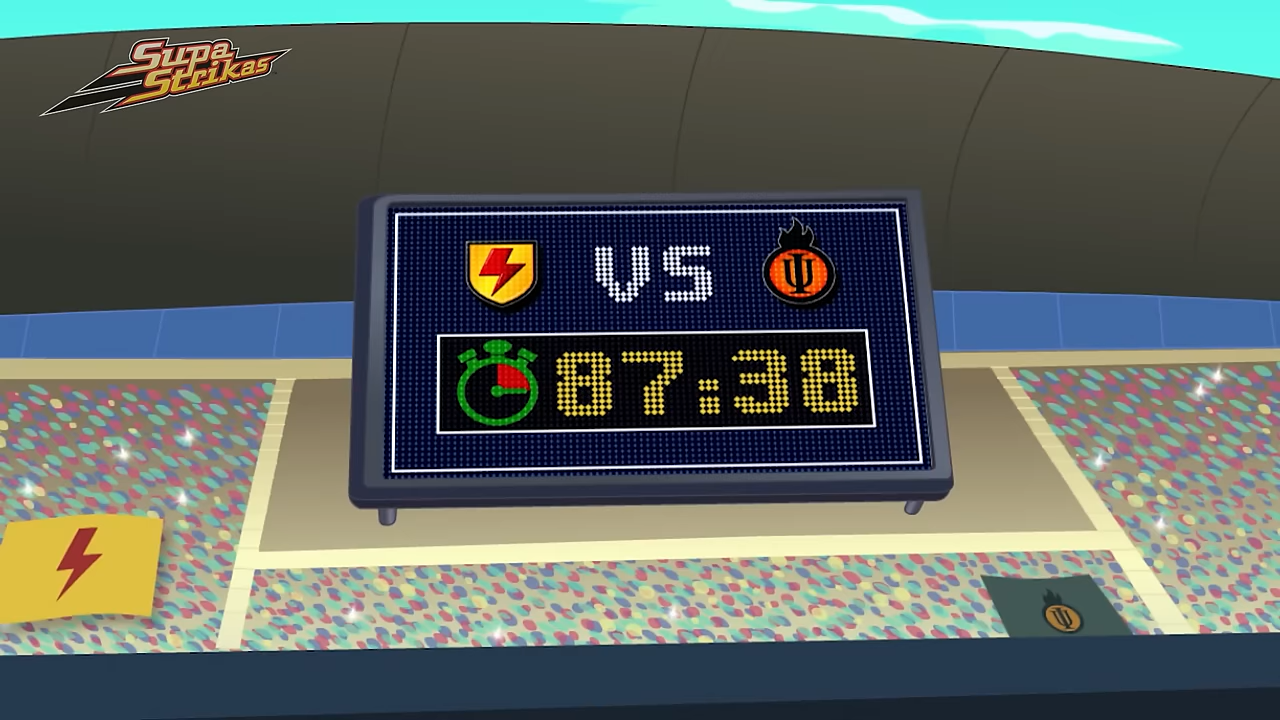 Supa
Strikas
VS
Ψ
87:38
Ψ